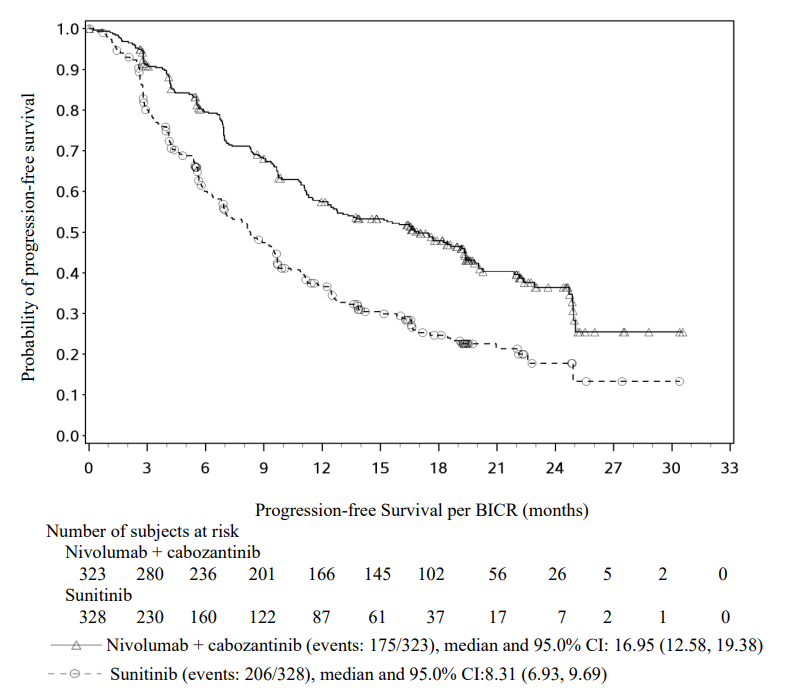 Probability of progression-free survival
1.0
0.9
0.8
0.7
0.6
0.5
0.4
0.3
0.2
0.1
0.0
0 3 6 9 12 15 18 21 24 27 30 33
Progression-free Survival per BICR (months)
Number of subjects at risk
Nivolumab + cabozantinib
323 280 236 201 166 145 102 56 26 5 2 0
Sunitinib
328 230 160 122 87 61 37 17 7 2 1 0
Nivolumab + cabozantinib (events: 175/323), median and 95.0% CI: 16.95 (12.58, 19.38)
Sunitinib (events: 206/328), median and 95.0% CI:8.31 (6.93, 9.69)